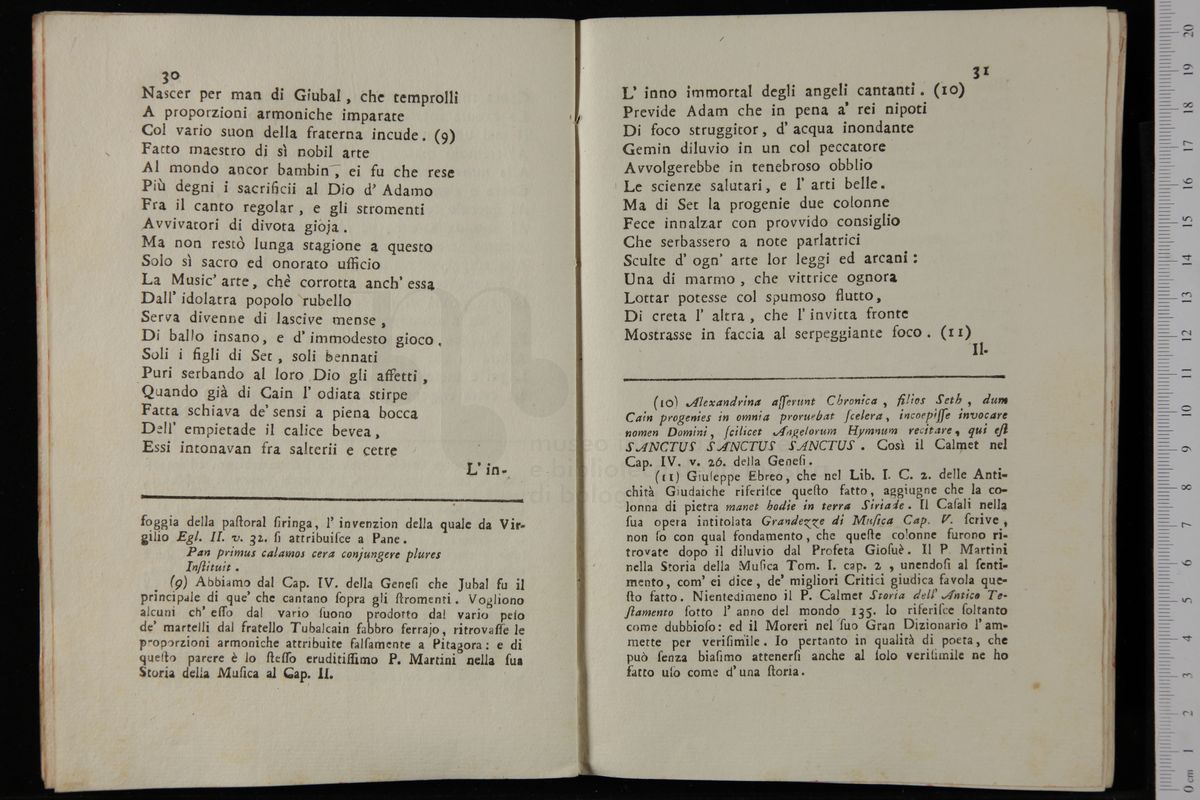 30
Nascer per man di Giubal, che temprolli
A proporzioni armoniche imparate
Col vario suon della fraterna incude. (9)
Fatto maestro di sì nobil arte
Al mondo ancor bambin, ei fu che rese
Più degni i sacrificii al Dio d' Adamo
Fra il canto regolar, e gli stromenti
Avvivatori di divota gioja.
Ma non restò lunga stagione a questo
Solo sì sacro ed onorato ufficio
La Music' arte, chè corrotta anch' essa
Dall' idolatra popolo rubello
Serva divenne di lascive mense,
Di ballo insano, e d' immodesto gioco.
Soli i figli di Set, soli bennati
Puri serbando al loro Dio gli affetti,
Quando già di Cain l' odiata stirpe
Fatta schiava de' sensi a piena bocca
Dell' empietade il calice bevea,
Essi intonavan fra salterii e cetre
L' in-
foggia della paſtoral ſiringa, l' invenzion della quale da Vir-
gilio Egl. II. v. 32. ſi attribuiſce a Pane.
Pan primus calamos cera conjungere plures
Inſtituit.
(9) Abbiamo dal Cap. IV. della Geneſi che Jubal fu il
principale di que' che cantano ſopra gli ſtromenti. Vogliono
alcuni ch' eſſo dal vario ſuono prodotto dal vario peſo
de' martelli dal fratello Tubalcain fabbro ferrajo, ritrovaſſe le
proporzioni armoniche attribuite falſamente a Pitagora: e di
queſto parere è lo ſteſſo eruditiſſimo P. Martini nella ſua
Storia della Muſica al Cap. II.
31
L' inno immortal degli angeli cantanti. (10)
Previde Adam che in pena a' rei nipoti
Di foco struggitor, d' acqua inondante
Gemin diluvio in un col peccatore
Avvolgerebbe in tenebroso obblio
Le scienze salutari, e l' arti belle.
Ma di Set la progenie due colonne
Fece innalzar con provvido consiglio
Che serbassero a note parlatrici
Sculte d' ogn' arte lor leggi ed arcani:
Una di marmo, che vittrice ognora
Lottar potesse col spumoso flutto,
Di creta l' altra, che l' invitta fronte
Mostrasse in faccia al serpeggiante foco. (11)
II.
(10) Alexandrina aſſerunt Chronica, filios Seth, dum
Cain progenies in omnia proruebat ſcelera, incoepiſſe invocare
nomen Domini, ſcilicet Angelorum Hymnum recitare, qui eſt
SANCTUS SANCTUS SANCTUS. Così il Calmet nel
Cap. IV. v. 26. della Geneſi.
(11) Giuſeppe Ebreo, che nel Lib. I. C. 2. delle Anti-
chità Giudaiche riferiſce queſto fatto, aggiugne che la co-
lonna di pietra manet hodie in terra Siriade. Il Caſali nella
ſua opera intitolata Grandezze di Muſica Cap. V. ſcrive,
non ſo con qual fondamento, che queſte colonne furono ri-
trovate dopo il diluvio dal Profeta Gioſuè. Il P. Martini
nella Storia della Muſica Tom. I. cap. 2, unendoſi al ſenti-
mento, com' ei dice, de' migliori Critici giudica favola que-
ſto fatto. Nientedimeno il P. Calmet Storia dell' Antico Te-
ſtamento ſotto l' anno del mondo 135. lo riferiſce ſoltanto
come dubbioſo: ed il Moreri nel ſuo Gran Dizionario l' am-
mette per veriſimile. Io pertanto in qualità di poeta, che
può ſenza biaſimo attenerſi anche al ſolo veriſimile ne ho
fatto uſo come d' una ſtoria.